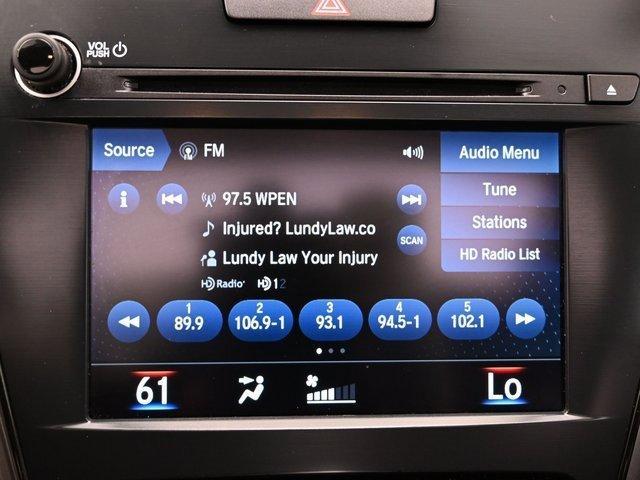 VOL
PUSH
Source
FM
Audio Menu
Tune
97.5 WPEN
Stations
Injured? LundyLaw.co
SCAN
HD Radio List
Lundy Law Your Injury
HD Radio HD 1 2
1 2 3 4 5
89.9 106.9-1 93.1 94.5-1 102.1
61 Lo